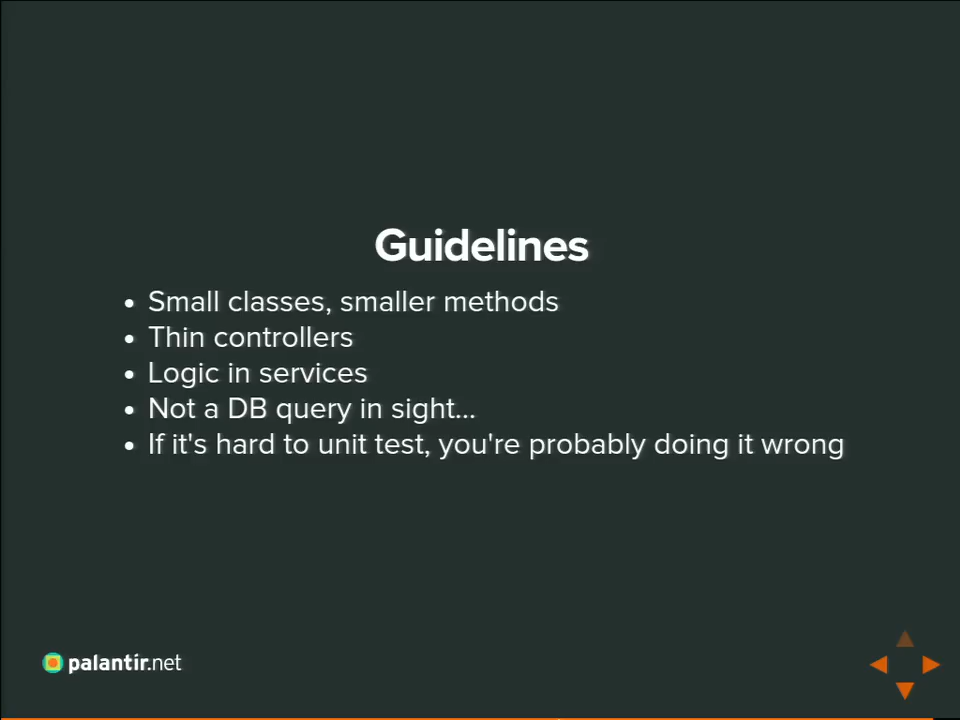 Guidelines
Small classes, smaller methods
Thin controllers
Logic in services
Not a DB query in sight...
If it's hard to unit test, you're probably doing it wrong
palantir.net